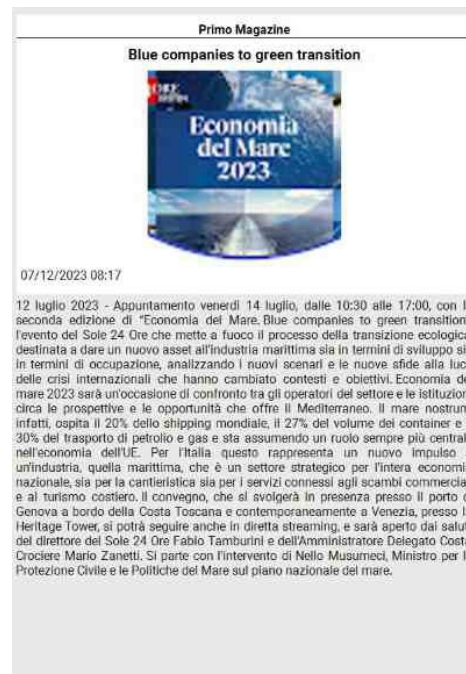 Primo Magazine
Blue companies to green transition
Economia
del Mare
2023
07/12/2023 08:17
12 luglio 2023 - Appuntamento venerdì 14 luglio, dalle 10:30 alle 17:00, con l
seconda edizione di "Economia del Mare. Blue companies to green transition
l'evento del Sole 24 Ore che mette a fuoco il processo della transizione ecologica
destinata a dare un nuovo asset all'industria marittima sia in termini di sviluppo si
in termini di occupazione, analizzando i nuovi scenari e le nuove sfide alla luc
delle crisi internazionali che hanno cambiato contesti e obiettivi. Economia de
mare 2023 sarà un'occasione di confronto tra gli operatori del settore e le istituzion
circa le prospettive e le opportunità che offre il Mediterraneo. Il mare nostrum
infatti, ospita il 20% dello shipping mondiale, il 27% del volume dei container e
30% del trasporto di petrolio e gas e sta assumendo un ruolo sempre più central
nell'economia dell'UE. Per l'Italia questo rappresenta un nuovo impulso
un'industria, quella marittima, che è un settore strategico per l'intera economi
nazionale, sia per la cantieristica sia per i servizi connessi agli scambi commercia
e al turismo costiero. Il convegno, che si svolgerà in presenza presso il porto d
Genova a bordo della Costa Toscana e contemporaneamente a Venezia, presso l
Heritage Tower, si potrà seguire anche in diretta streaming, e sarà aperto dai salut
del direttore del Sole 24 Ore Fabio Tamburini e dell'Amministratore Delegato Costa
Crociere Mario Zanetti. Si parte con l'intervento di Nello Musumeci, Ministro per l
Protezione Civile e le Politiche del Mare sul piano nazionale del mare.